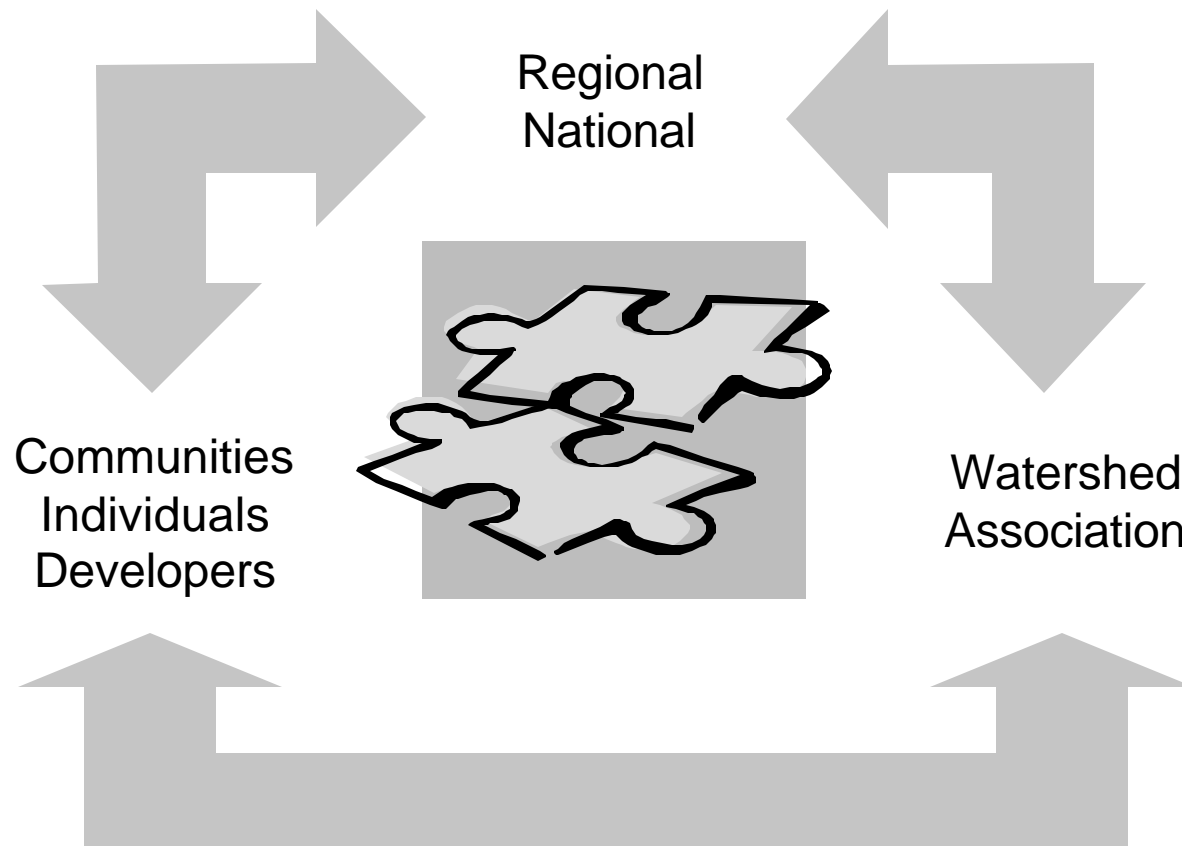 Regional
National
Communities
Individuals
Developers
Watershed
Association